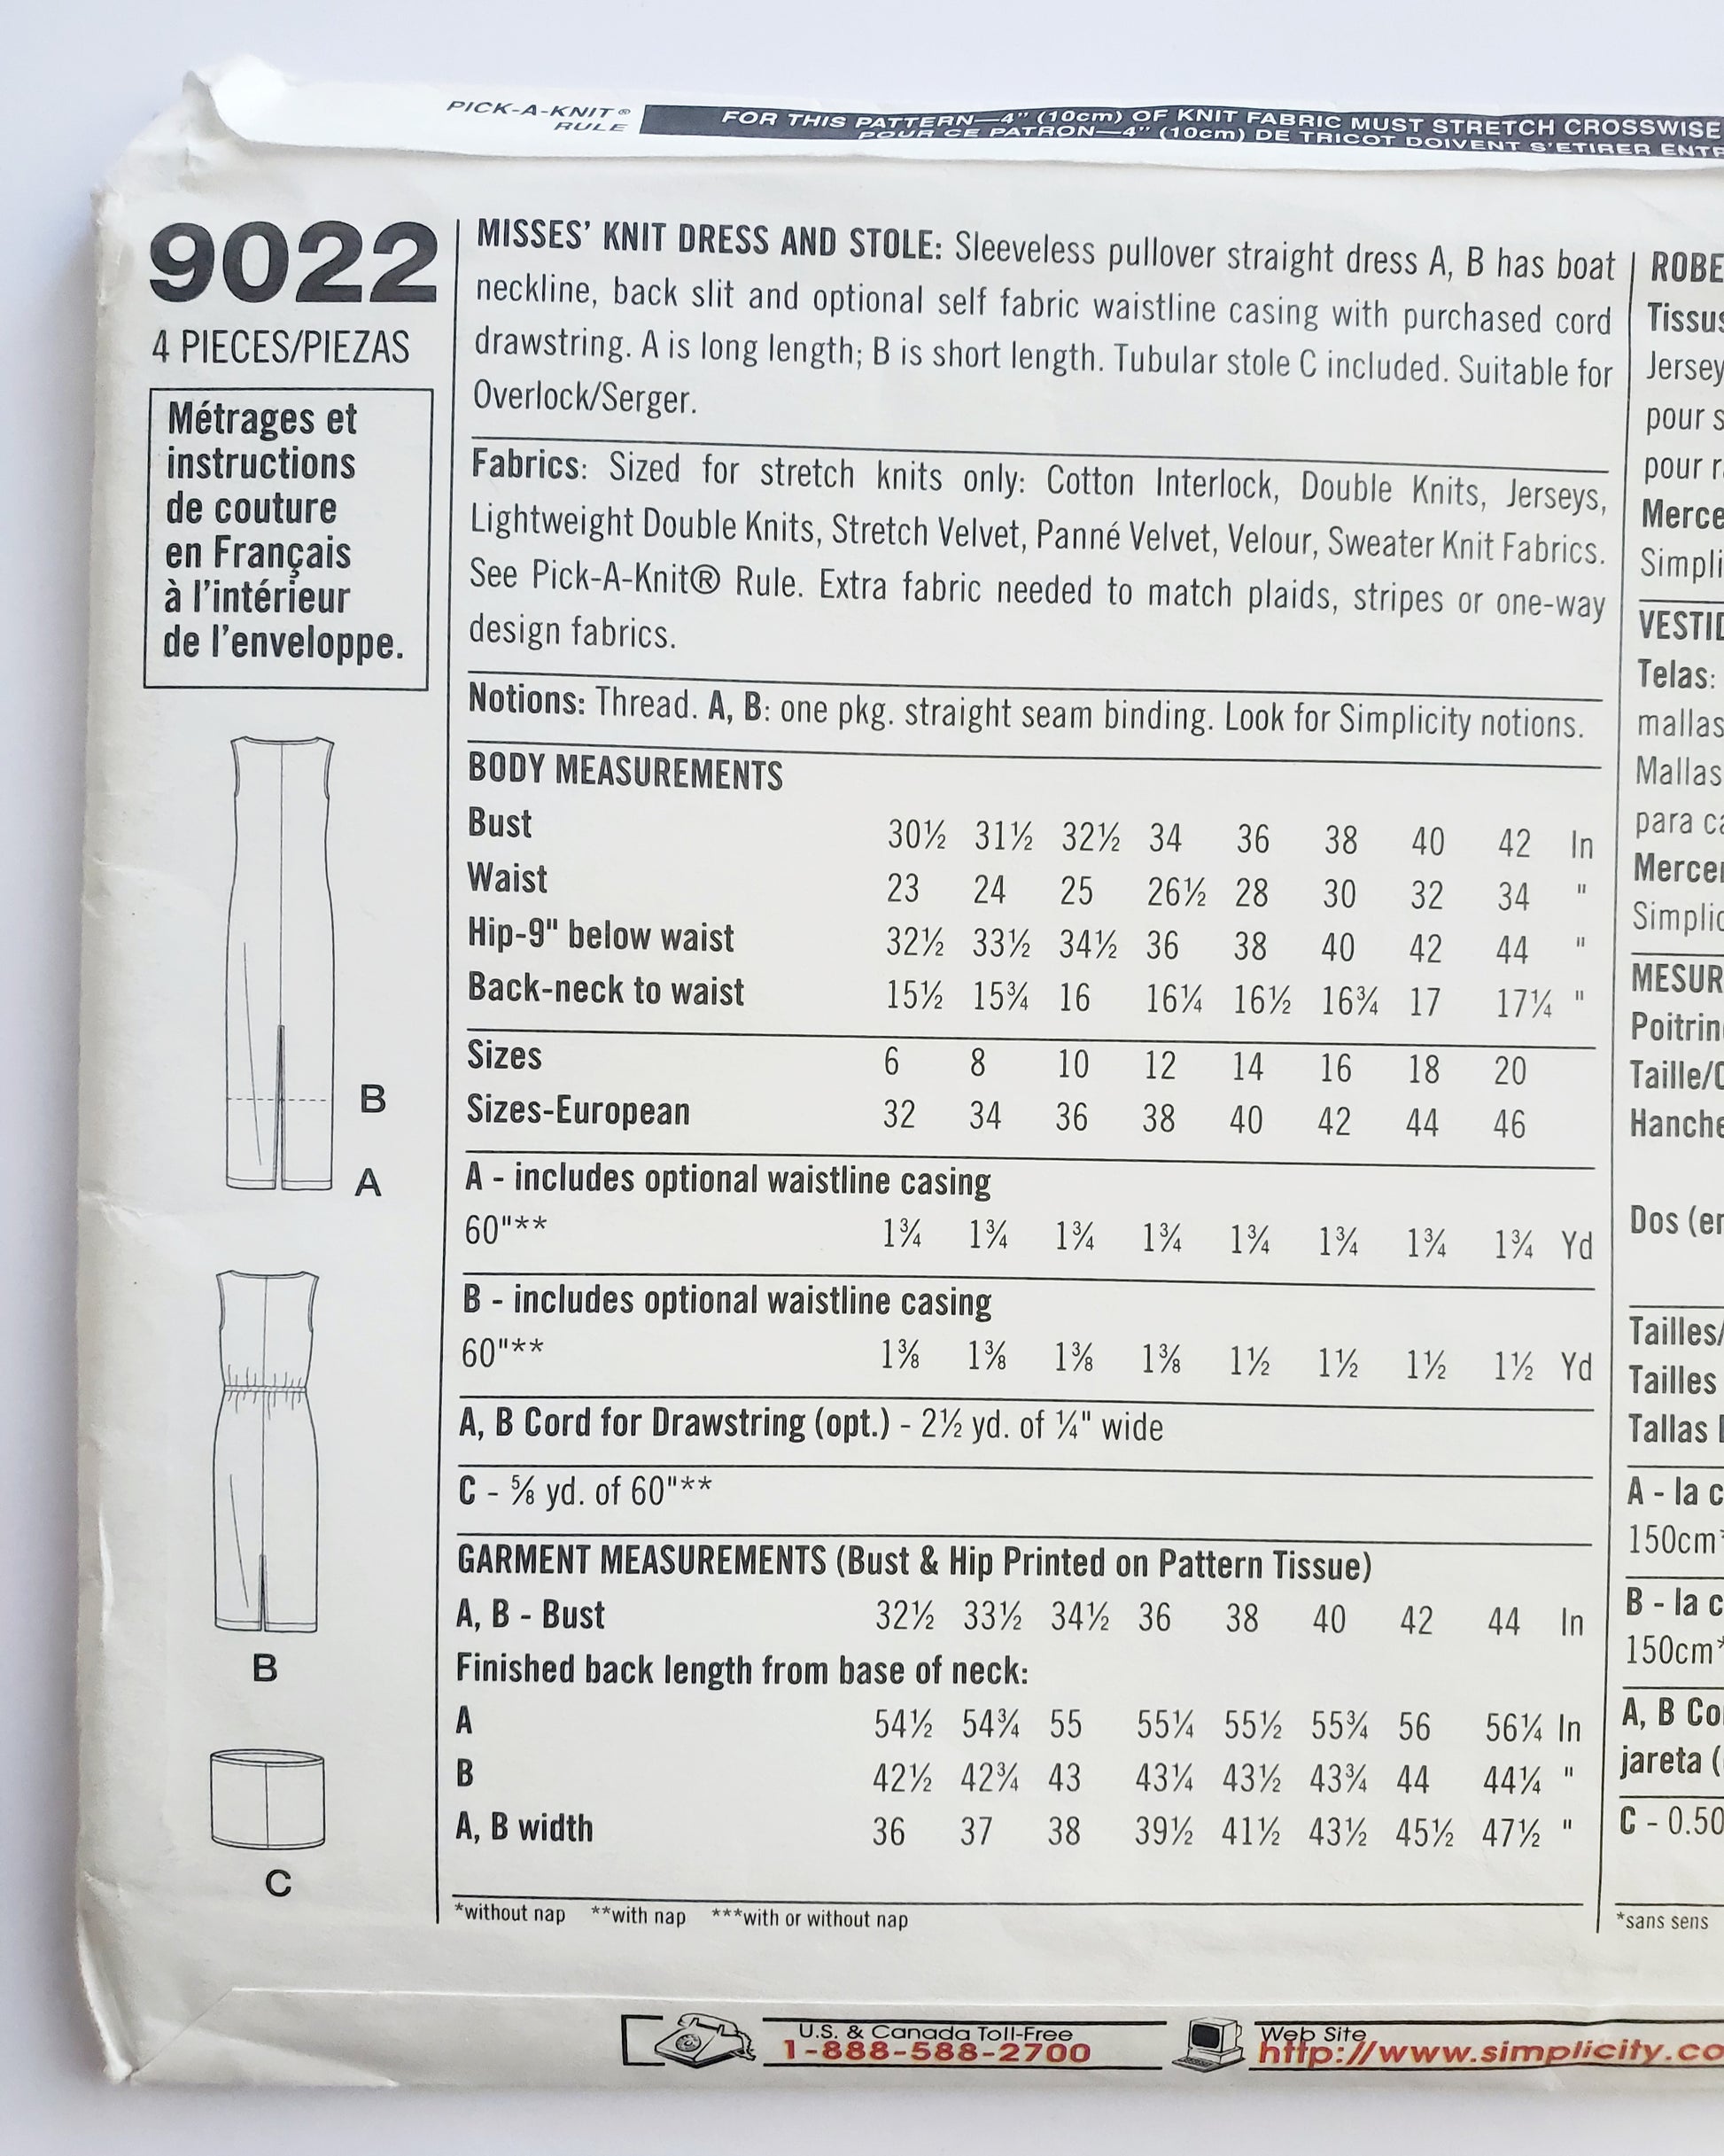 PICK-A-KNIT® RULE
FOR THIS PATTERN—4" (10cm) OF KNIT FABRIC MUST STRETCH CROSSWISE
POUR CE PATRON—4" (10cm) DE TRICOT DOIVENT S'ETIRER
9022
4 PIECES/PIEZAS
Métrages et
instructions
de couture
en Français
à l'intérieur
de l'enveloppe.
B
A
B
C
MISSES' KNIT DRESS AND STOLE: Sleeveless pullover straight dress A, B has boat
neckline, back slit and optional self fabric waistline casing with purchased cord
drawstring. A is long length; B is short length. Tubular stole C included. Suitable for
Overlock/Serger.
Fabrics: Sized for stretch knits only: Cotton Interlock, Double Knits, Jerseys,
Lightweight Double Knits, Stretch Velvet, Panné Velvet, Velour, Sweater Knit Fabrics.
See Pick-A-Knit® Rule. Extra fabric needed to match plaids, stripes or one-way
design fabrics.
Notions: Thread. A, B: one pkg. straight seam binding. Look for Simplicity notions.
BODY MEASUREMENTS
Bust 30½ 31½ 32½ 34 36 38 40 42 In
Waist 23 24 25 26½ 28 30 32 34 "
Hip-9" below waist 32½ 33½ 34½ 36 38 40 42 44 "
Back-neck to waist 15½ 15¾ 16 16¼ 16½ 16¾ 17 17¼ "
Sizes 6 8 10 12 14 16 18 20
Sizes-European 32 34 36 38 40 42 44 46
A - includes optional waistline casing
60"** 1¾ 1¾ 1¾ 1¾ 1¾ 1¾ 1¾ 1¾ Yd
B - includes optional waistline casing
60"** 1⅜ 1⅜ 1⅜ 1⅜ 1½ 1½ 1½ 1½ Yd
A, B Cord for Drawstring (opt.) - 2½ yd. of ¼" wide
C - ⅝ yd. of 60"**
GARMENT MEASUREMENTS (Bust & Hip Printed on Pattern Tissue)
A, B - Bust 32½ 33½ 34½ 36 38 40 42 44 In
Finished back length from base of neck:
A 54½ 54¾ 55 55¼ 55½ 55¾ 56 56¼ In
B 42½ 42¾ 43 43¼ 43½ 43¾ 44 44¼ "
A, B width 36 37 38 39½ 41½ 43½ 45½ 47½ "
*without nap **with nap ***with or without nap
ROBE
Tissus
Jersey
pour
pour
Merce
Simpli
VESTID
Telas:
mallas
Mallas
para
Mercer
Simplic
MESUR
Poitrin
Taille/
Hanche
Dos (en
Tailles/
Tailles
Tallas
A - la c
150cm*
B - la c
150cm*
A, B Co
jareta (
C - 0.50
*sans sens
U.S. & Canada Toll-Free
1-888-588-2700
Web Site
http://www.simplicity.co